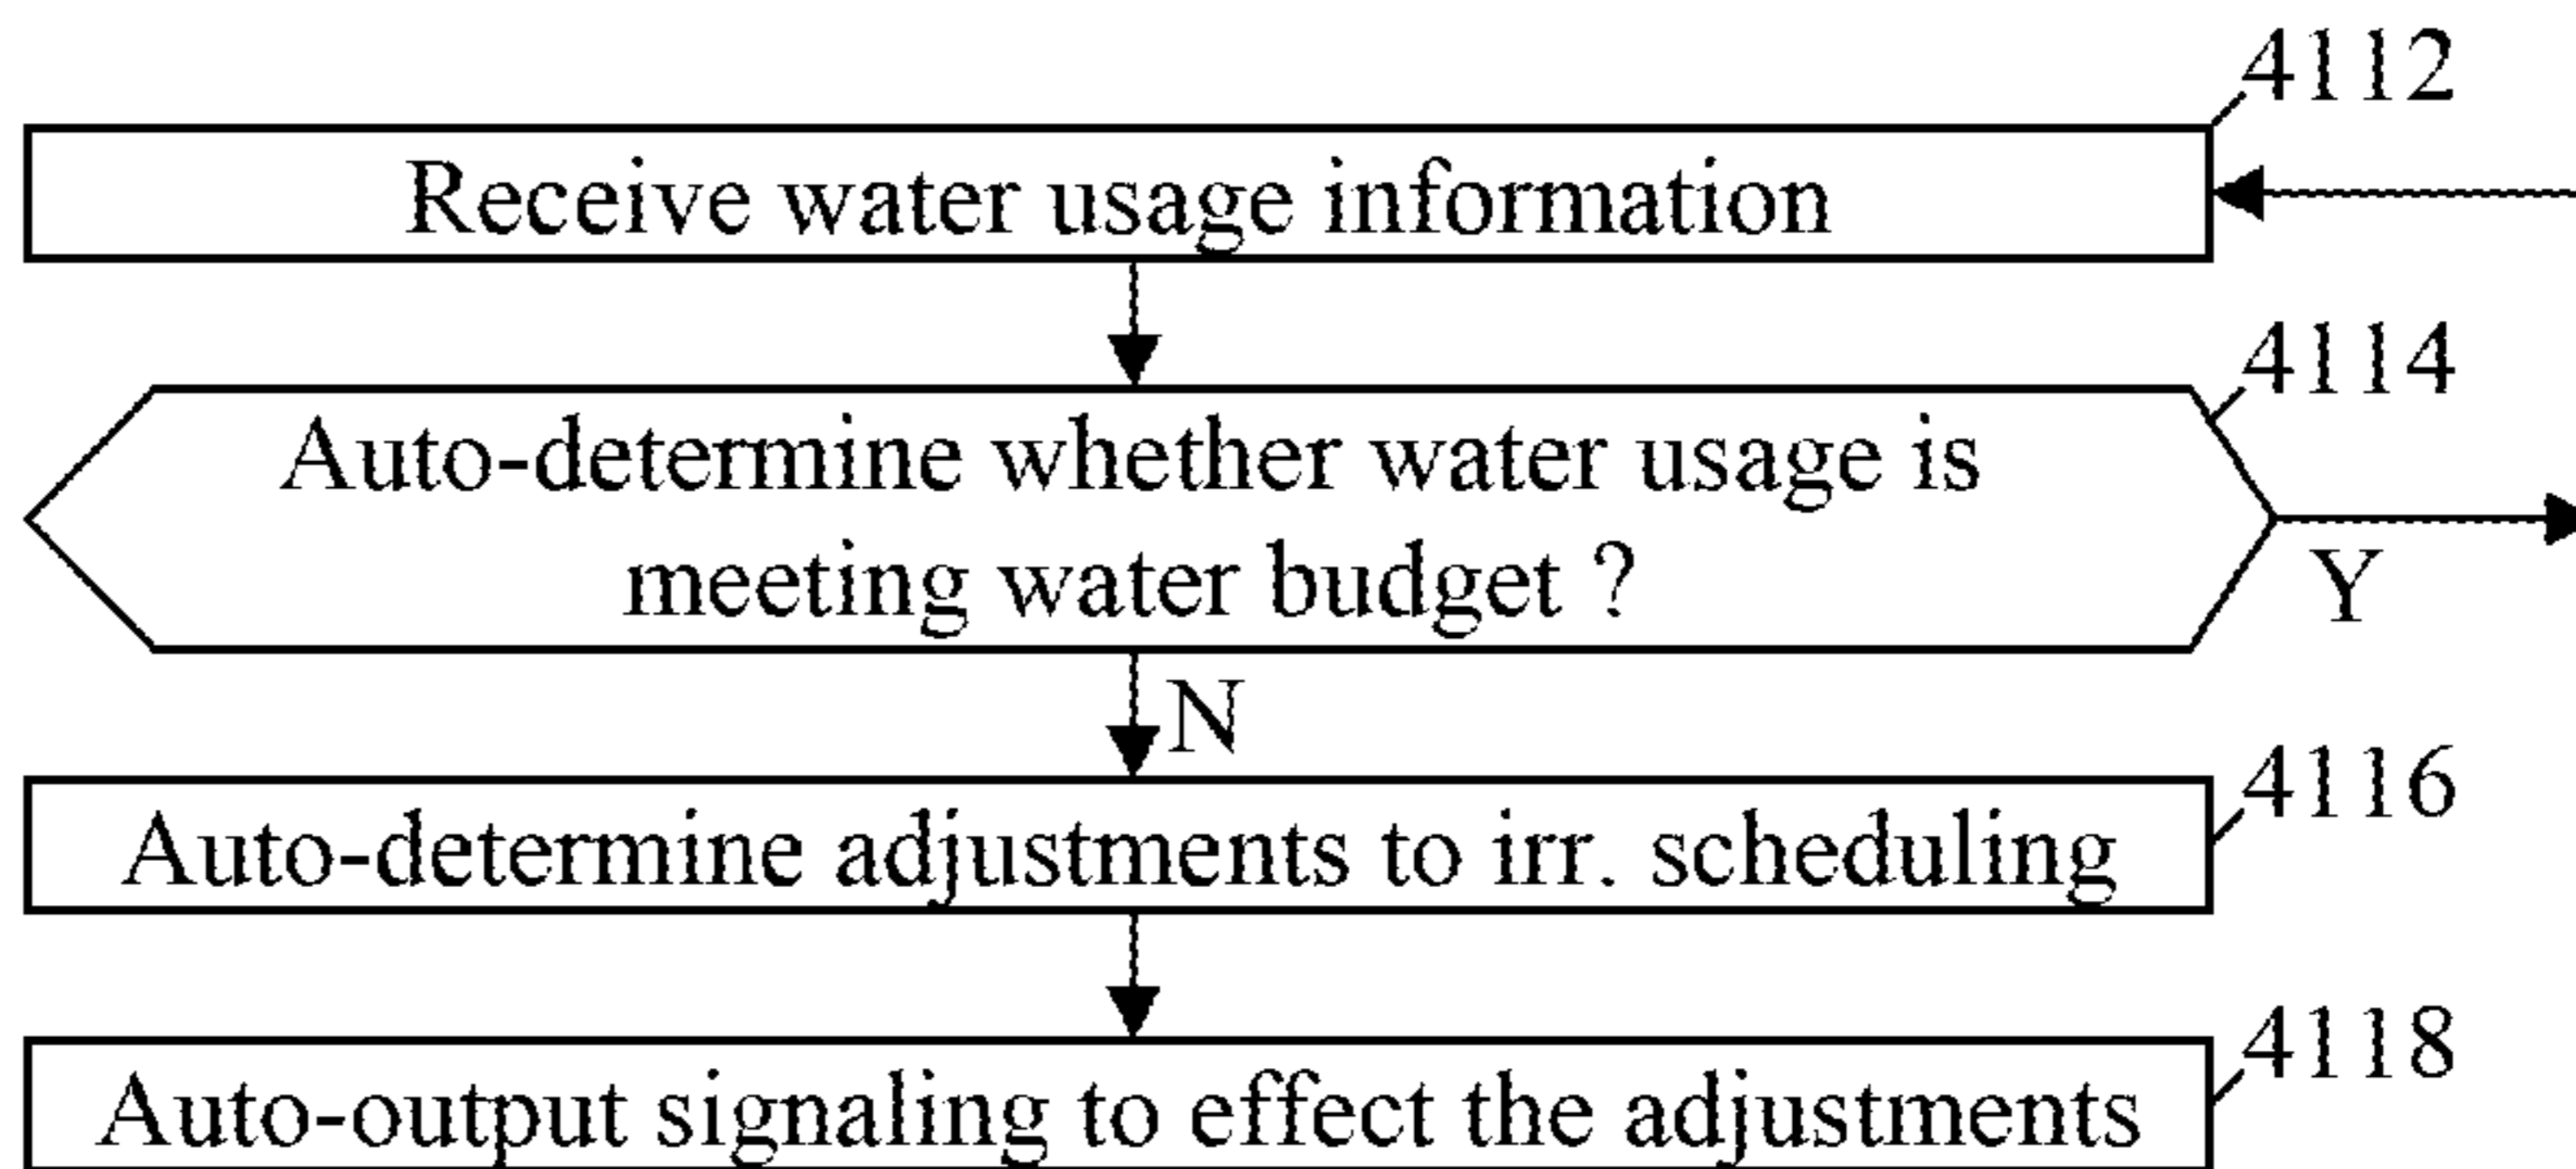 4112
Receive water usage information
4114
Auto-determine whether water usage is
meeting water budget ?
Y
N
4116
Auto-determine adjustments to irr. scheduling
4118
Auto-output signaling to effect the adjustments